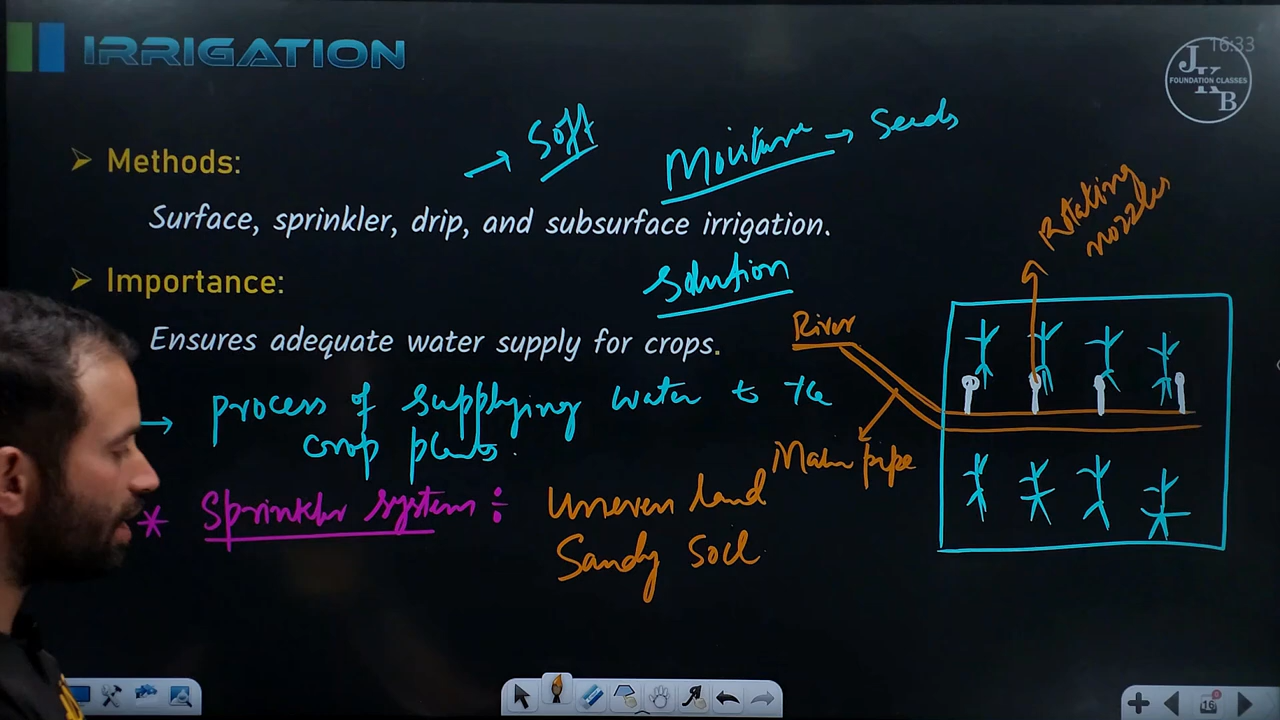 IRRIGATION
16:33
J K B
FOUNDATION CLASSES
→ Soft
Moisture → Seeds
➤ Methods:
Surface, sprinkler, drip, and subsurface irrigation.
Rotating
nozzles
➤ Importance:
Solution
Ensures adequate water supply for crops.
River
→ process of supplying water to the
crop plants.
Main pipe
* Sprinkler system :- Uneven land
Sandy Soil
16